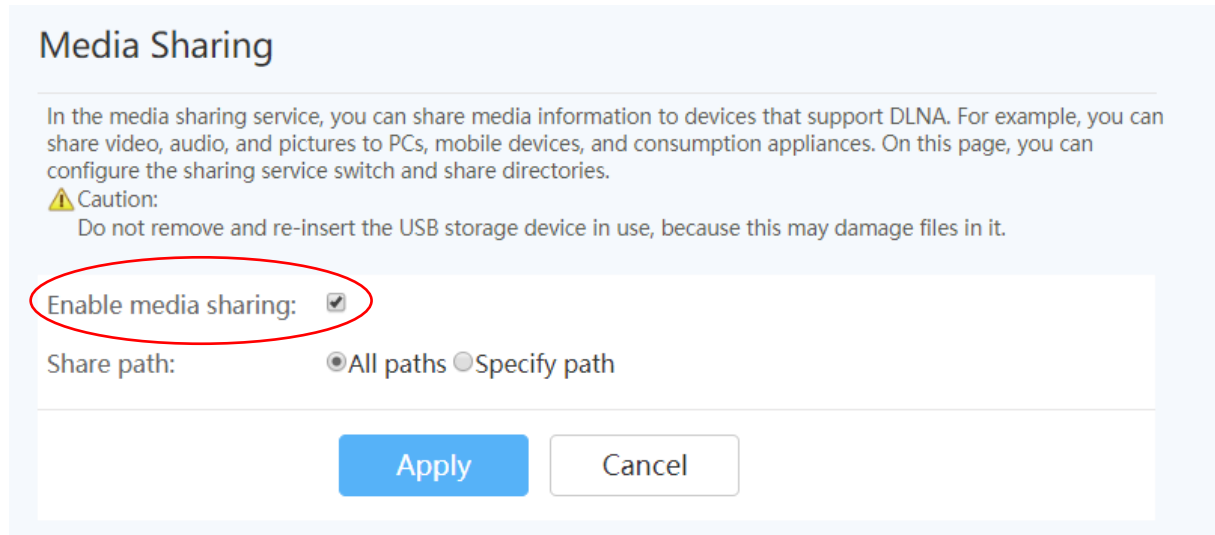 Media Sharing
In the media sharing service, you can share media information to devices that support DLNA. For example, you can
share video, audio, and pictures to PCs, mobile devices, and consumption appliances. On this page, you can
configure the sharing service switch and share directories.
Caution:
Do not remove and re-insert the USB storage device in use, because this may damage files in it.
Enable media sharing:
Share path: All paths Specify path
Apply Cancel